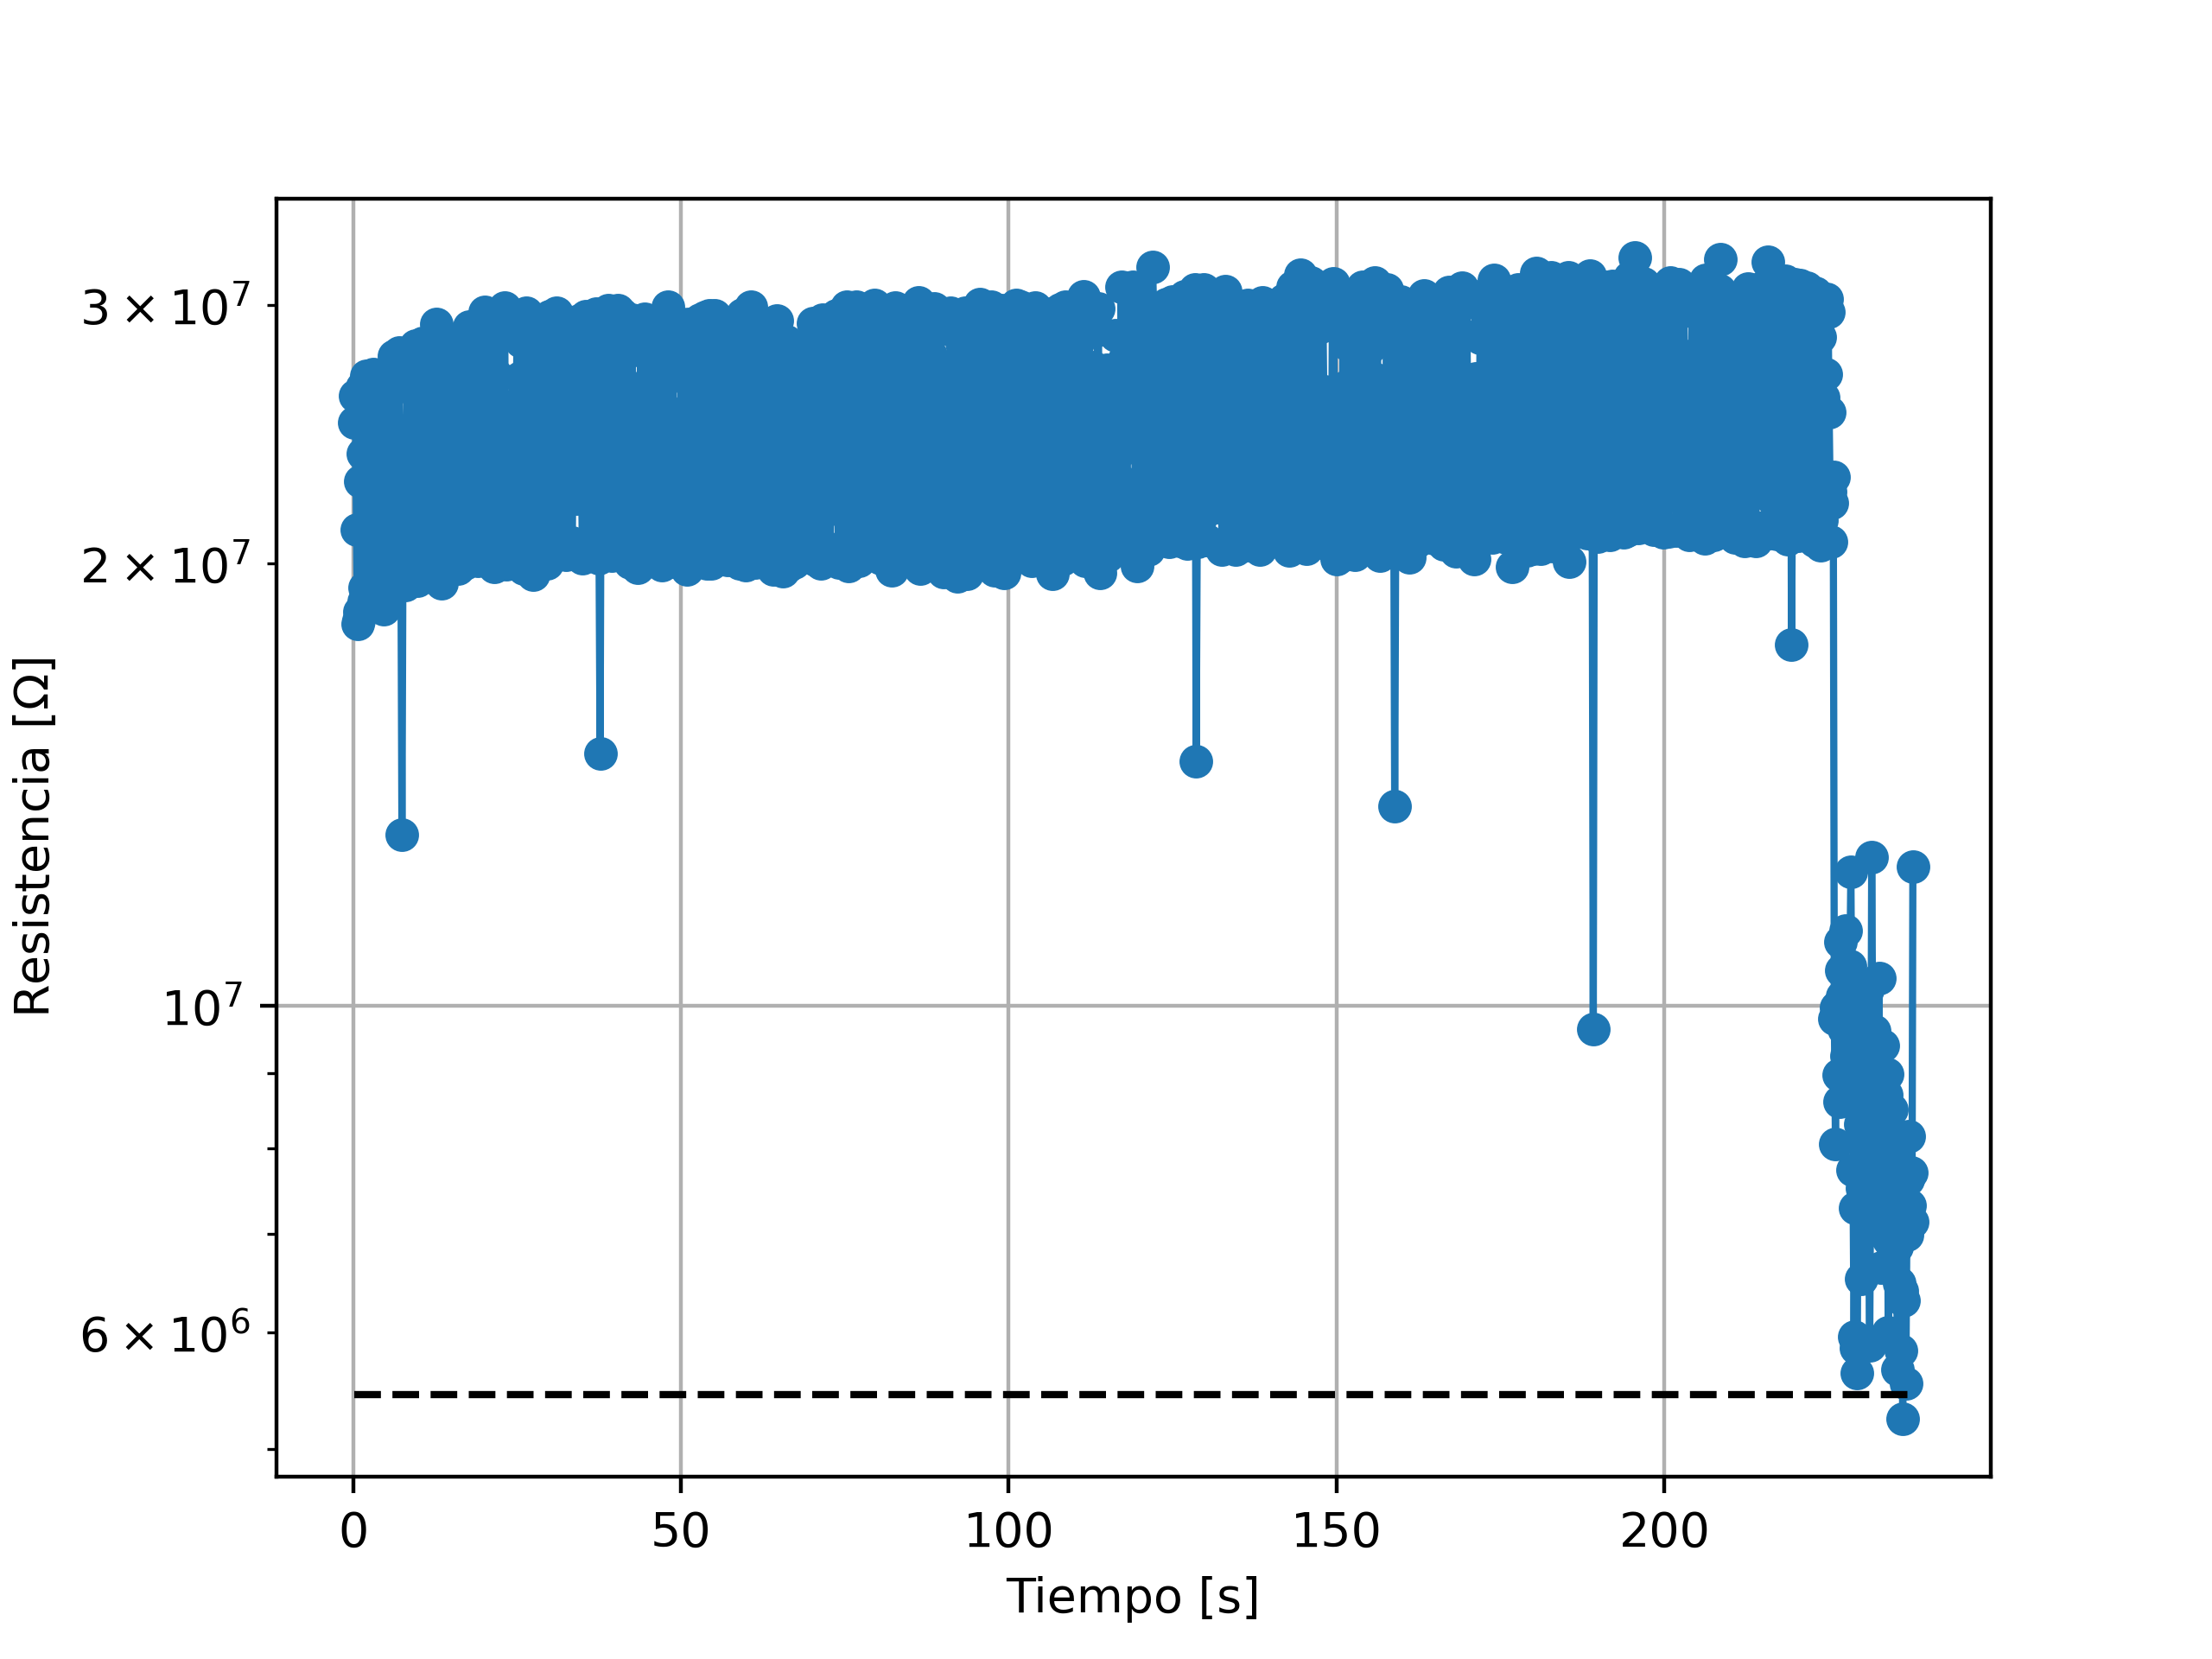 Resistencia [Ω]
3 × 10⁷
2 × 10⁷
10⁷
6 × 10⁶
0 50 100 150 200
Tiempo [s]